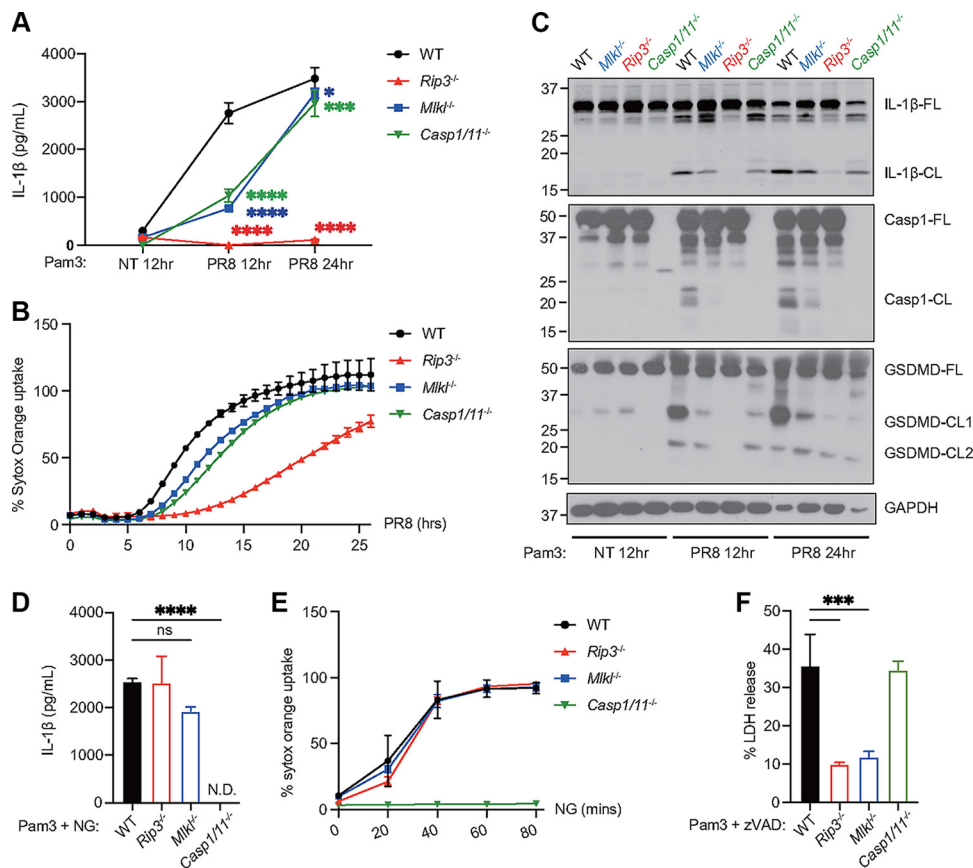 A
4000
3000
2000
1000
0
IL-1β (pg/mL)
WT
Rip3-/-
Mlkl-/-
Casp1/11-/-
*
***
****
****
****
****
Pam3: NT 12hr PR8 12hr PR8 24hr
B
150
100
50
0
% Sytox Orange uptake
WT
Rip3-/-
Mlkl-/-
Casp1/11-/-
0 5 10 15 20 25
PR8 (hrs)
C
WT Mlkl-/- Rip3-/- Casp1/11-/- WT Mlkl-/- Rip3-/- Casp1/11-/- WT Mlkl-/- Rip3-/- Casp1/11-/-
37
25
20
15
IL-1β-FL
IL-1β-CL
50
37
25
20
15
Casp1-FL
Casp1-CL
50
37
25
20
15
GSDMD-FL
GSDMD-CL1
GSDMD-CL2
37
GAPDH
Pam3: NT 12hr PR8 12hr PR8 24hr
D
4000
3000
2000
1000
0
IL-1β (pg/mL)
****
ns
N.D.
Pam3 + NG: WT Rip3-/- Mlkl-/- Casp1/11-/-
E
150
100
50
0
% sytox orange uptake
WT
Rip3-/-
Mlkl-/-
Casp1/11-/-
NG (mins)
0 20 40 60 80
F
50
40
30
20
10
0
% LDH release
***
Pam3 + zVAD: WT Rip3-/- Mlkl-/- Casp1/11-/-